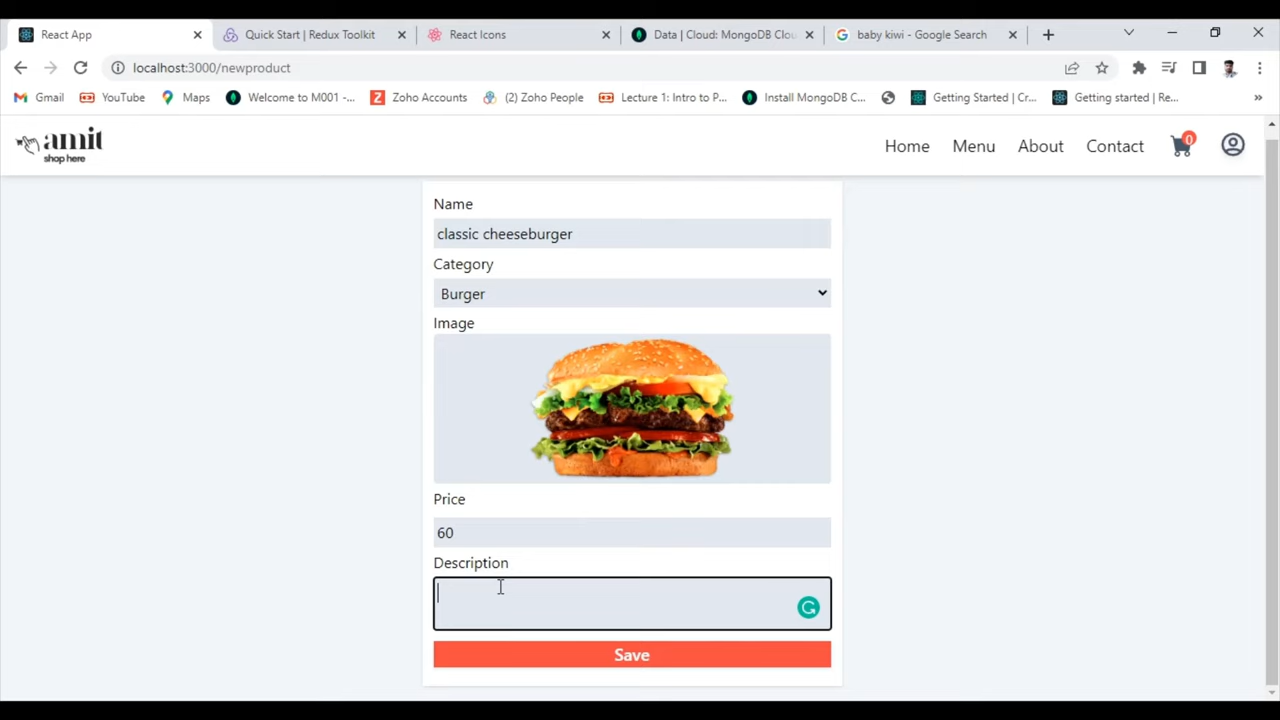 React App
Quick Start | Redux Toolkit
React Icons
Data | Cloud: MongoDB Clou
baby kiwi - Google Search
localhost:3000/newproduct
Gmail
YouTube
Maps
Welcome to M001 -...
Zoho Accounts
(2) Zoho People
Lecture 1: Intro to P...
Install MongoDB C...
Getting Started | Cr...
Getting started | Re...
amit
shop here
Home
Menu
About
Contact
0
Name
classic cheeseburger
Category
Burger
Image
Price
60
Description
Save